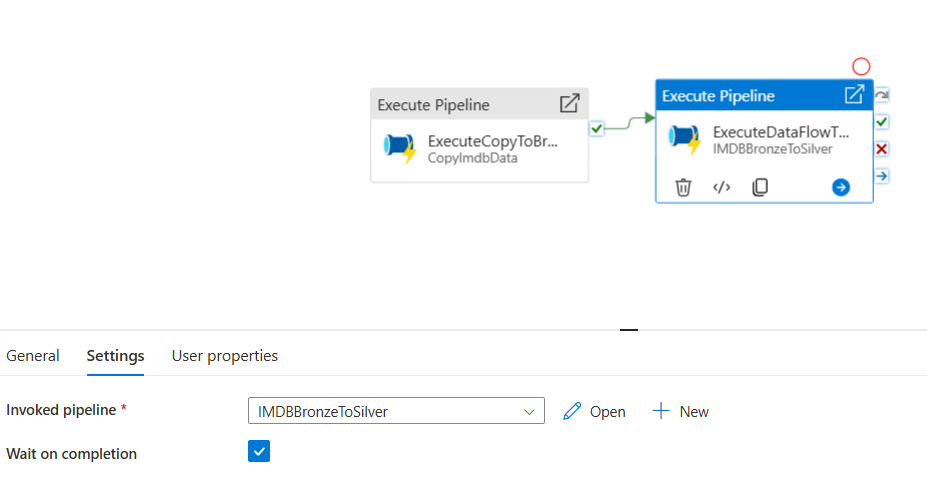 Execute Pipeline
ExecuteCopyToBr...
CopyImdbData
Execute Pipeline
ExecuteDataFlowT...
IMDBBronzeToSilver
General Settings User properties
Invoked pipeline * IMDBBronzeToSilver Open New
Wait on completion